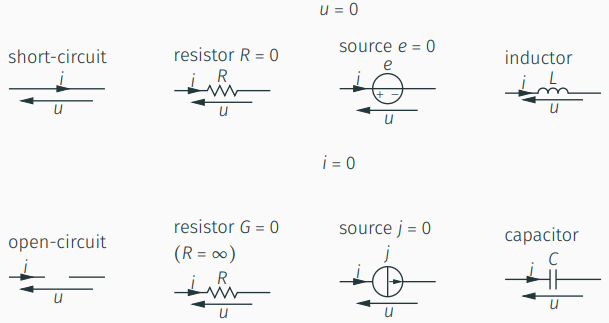 u = 0
short-circuit
i
u
resistor R = 0
i R
u
source e = 0
e
i
+ −
u
inductor
i L
u
i = 0
open-circuit
i
u
resistor G = 0
(R = ∞)
i R
u
source j = 0
j
i
u
capacitor
i C
u